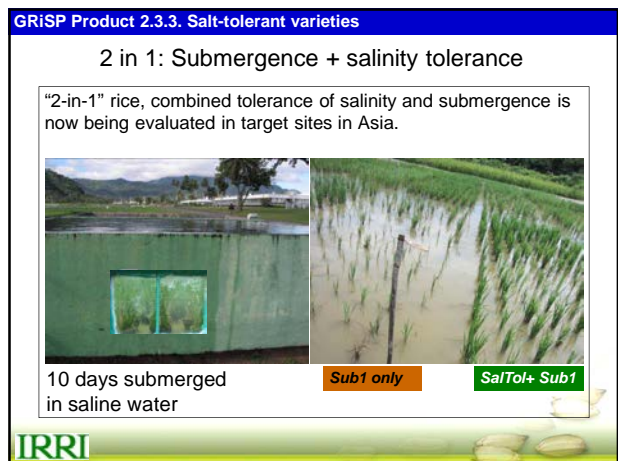 GRiSP Product 2.3.3. Salt-tolerant varieties
2 in 1: Submergence + salinity tolerance
“2-in-1” rice, combined tolerance of salinity and submergence is
now being evaluated in target sites in Asia.
10 days submerged
in saline water
Sub1 only
SalTol+ Sub1
IRRI